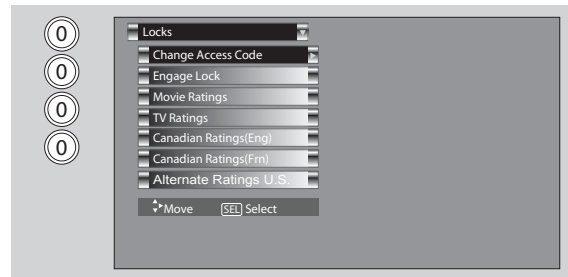 0
0
0
0
Locks
Change Access Code
Engage Lock
Movie Ratings
TV Ratings
Canadian Ratings(Eng)
Canadian Ratings(Frn)
Alternate Ratings U.S.
Move SEL Select